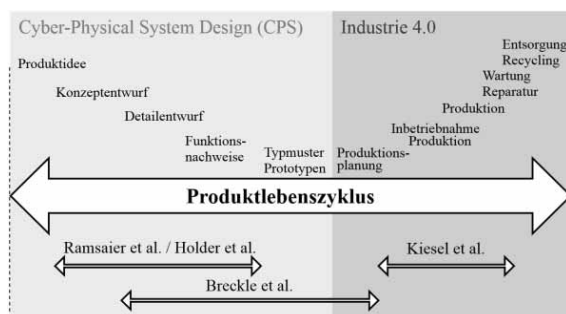 Cyber-Physical System Design (CPS)
Industrie 4.0
Produktidee
Konzeptentwurf
Detailentwurf
Funktions-
nachweise
Typmuster
Prototypen
Produktions-
planung
Inbetriebnahme
Produktion
Produktion
Wartung
Reparatur
Entsorgung
Recycling
Produktlebenszyklus
Ramsaier et al. / Holder et al.
Kiesel et al.
Breckle et al.